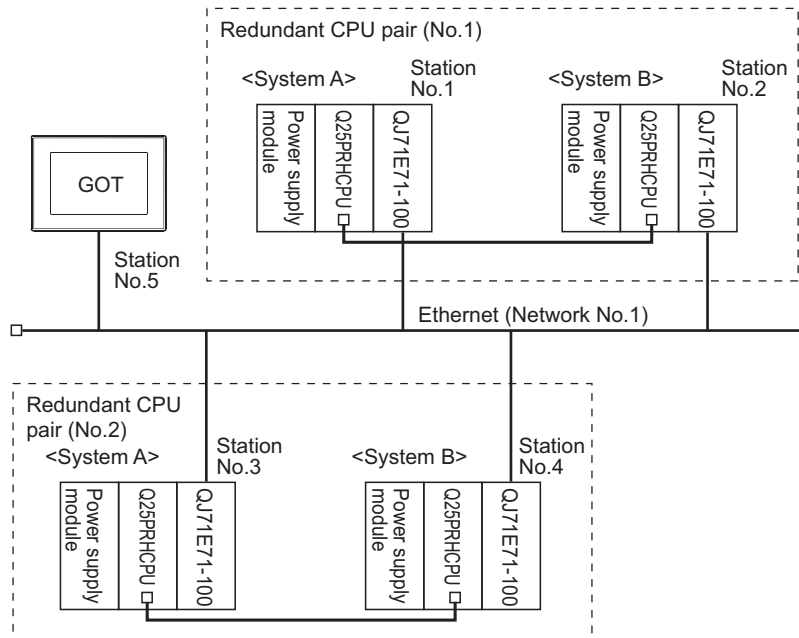 Redundant CPU pair (No.1)
<System A>
Station
No.1
<System B>
Station
No.2
Power supply
module
Q25PRHCPU
QJ71E71-100
Power supply
module
Q25PRHCPU
QJ71E71-100
GOT
Station
No.5
Ethernet (Network No.1)
Redundant CPU
pair (No.2)
<System A>
Station
No.3
<System B>
Station
No.4
Power supply
module
Q25PRHCPU
QJ71E71-100
Power supply
module
Q25PRHCPU
QJ71E71-100